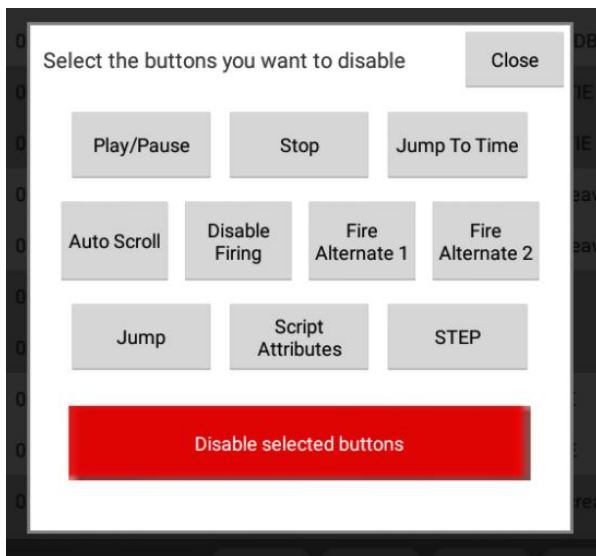 Select the buttons you want to disable
Close
Play/Pause
Stop
Jump To Time
Auto Scroll
Disable
Firing
Fire
Alternate 1
Fire
Alternate 2
Jump
Script
Attributes
STEP
Disable selected buttons